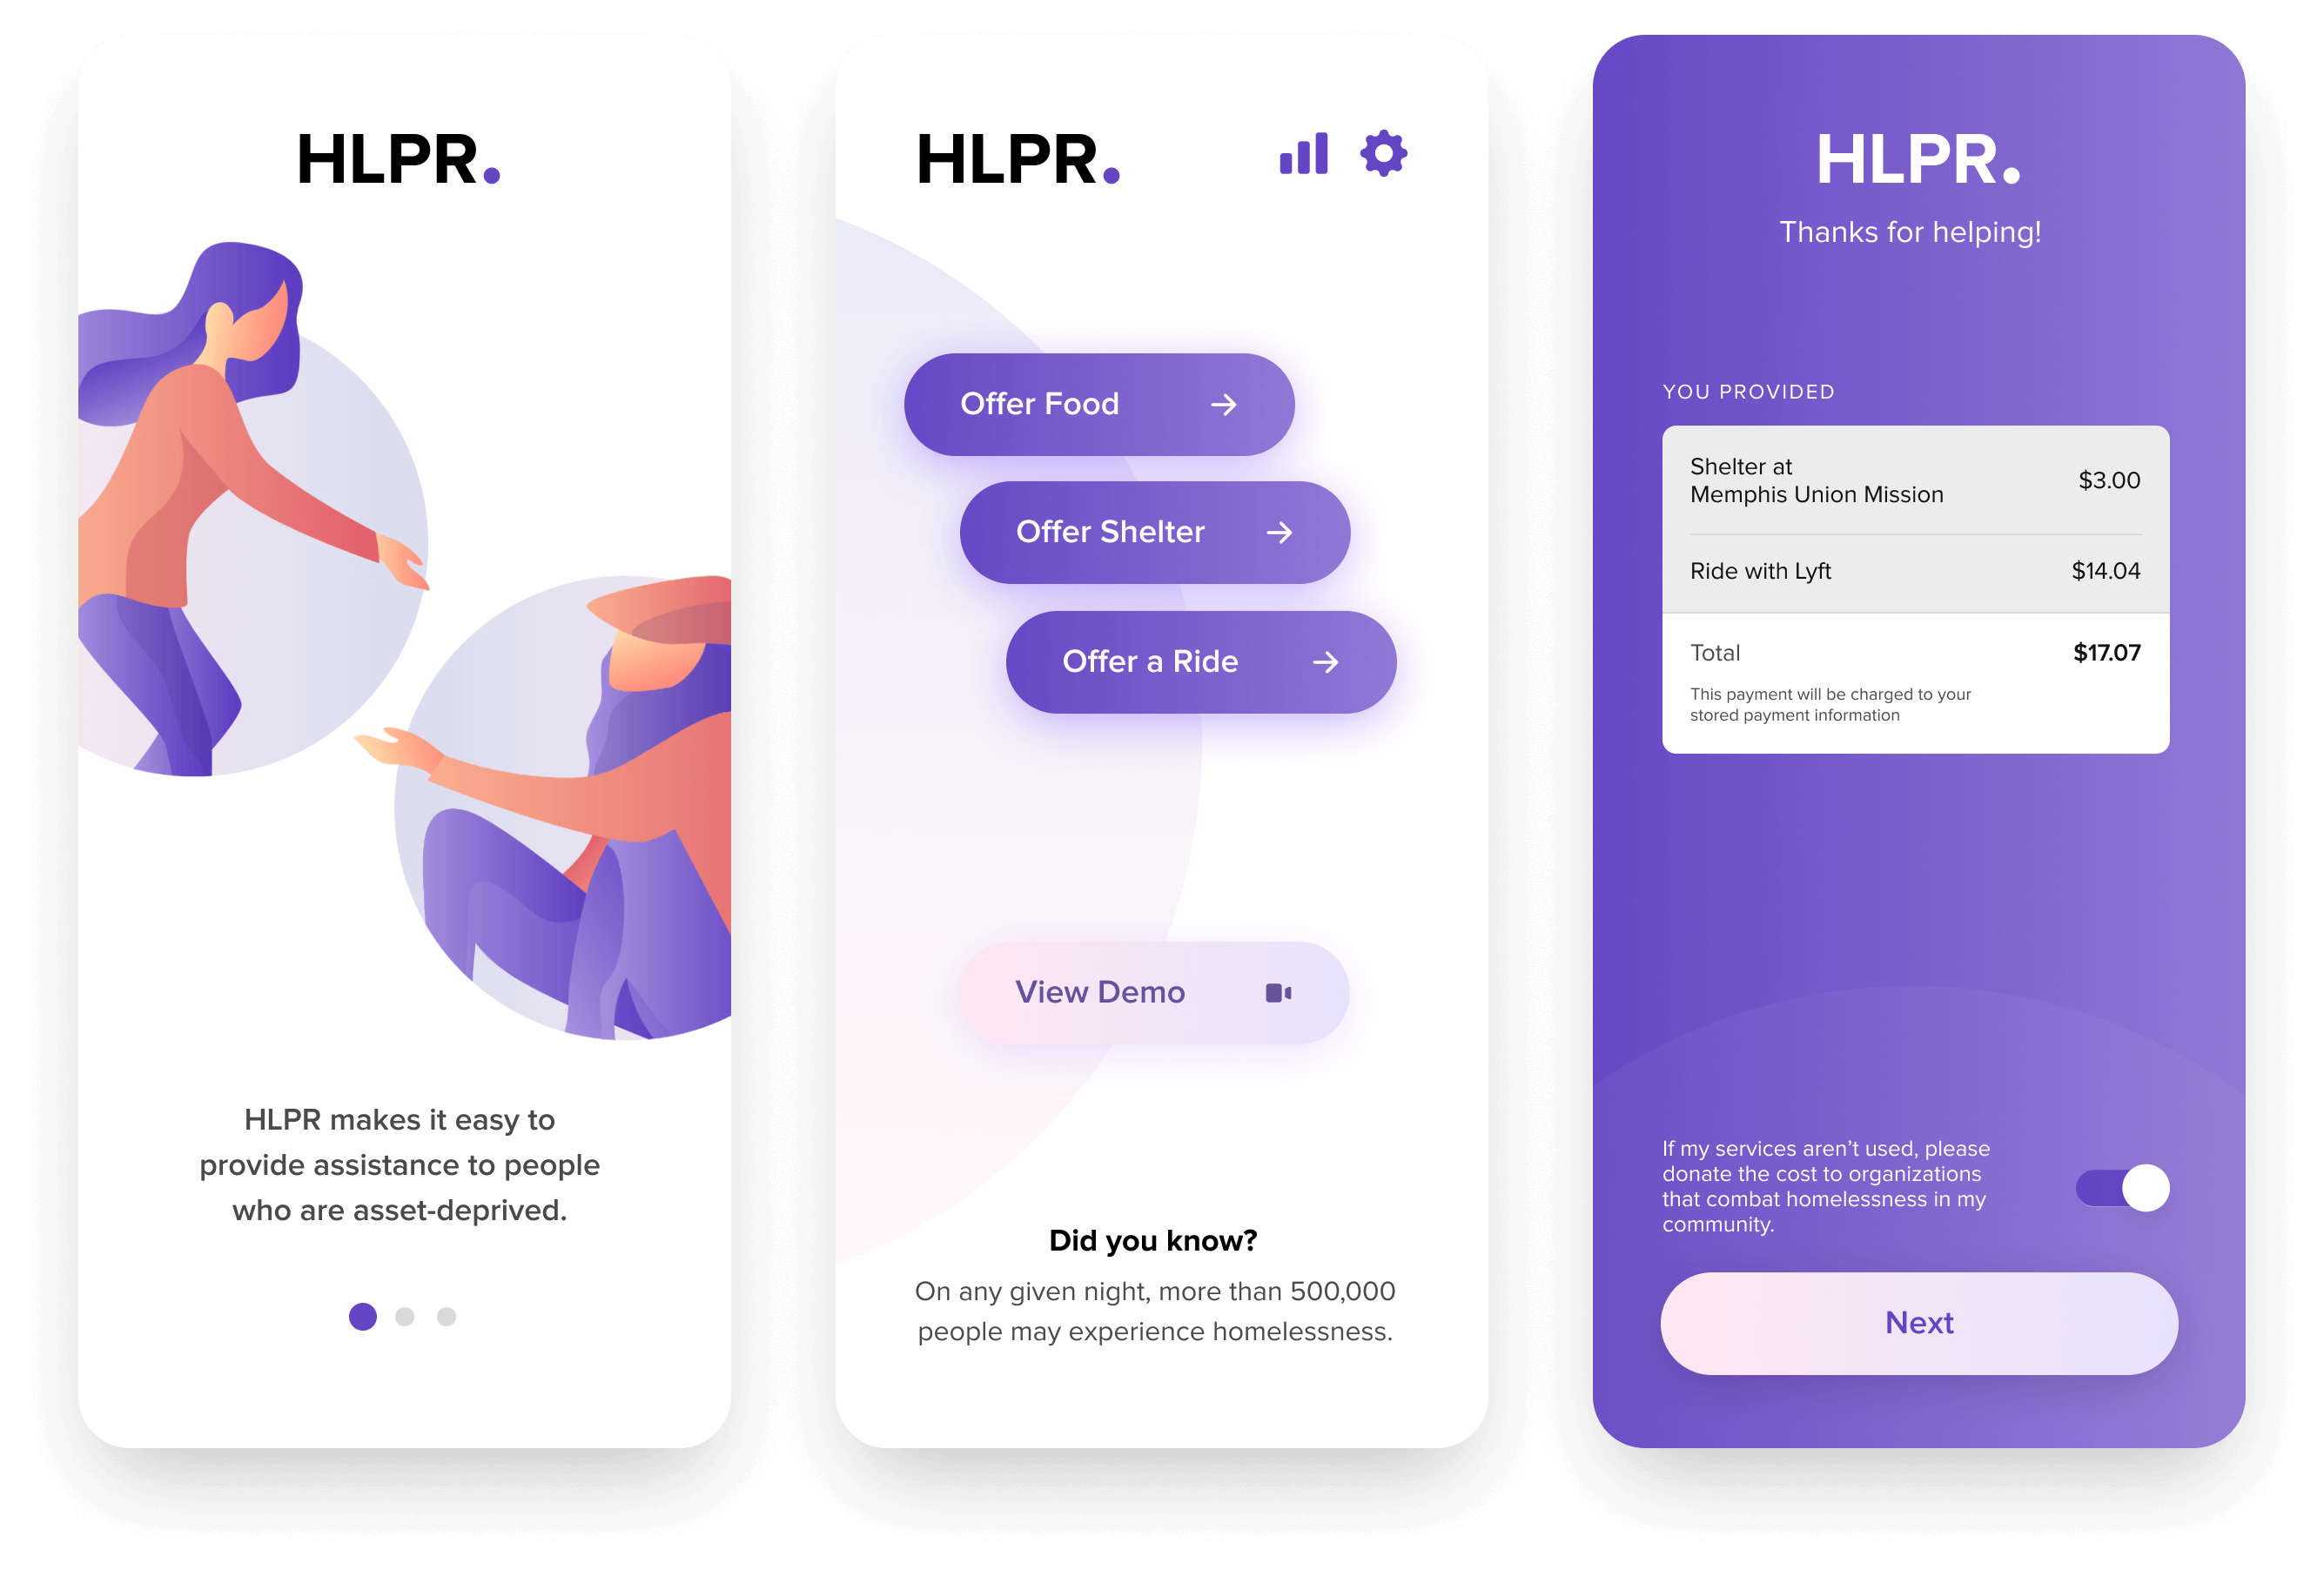 HLPR.
HLPR makes it easy to
provide assistance to people
who are asset-deprived.
HLPR.
Offer Food
Offer Shelter
Offer a Ride
View Demo
Did you know?
On any given night, more than 500,000
people may experience homelessness.
HLPR.
Thanks for helping!
YOU PROVIDED
Shelter at
Memphis Union Mission
$3.00
Ride with Lyft
$14.04
Total
$17.07
This payment will be charged to your
stored payment information
If my services aren’t used, please
donate the cost to organizations
that combat homelessness in my
community.
Next